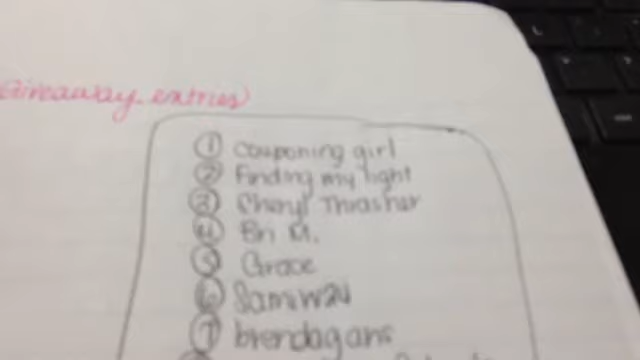 Giveaway entries
① Couponing girl
② Finding my light
③ Cheryl Thrasher
④ Bri M.
⑤ Grace
⑥
⑦ brendagans